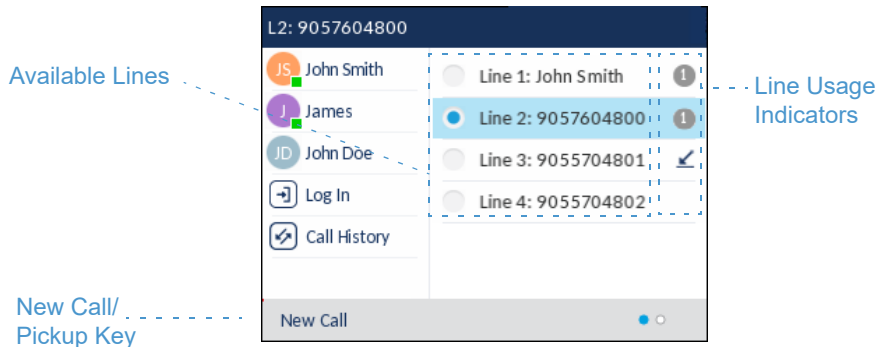 L2: 9057604800
Available Lines
JS John Smith
J James
JD John Doe
Log In
Call History
Line 1: John Smith 1
Line 2: 9057604800 1
Line 3: 9055704801
Line 4: 9055704802
Line Usage
Indicators
New Call/
Pickup Key
New Call